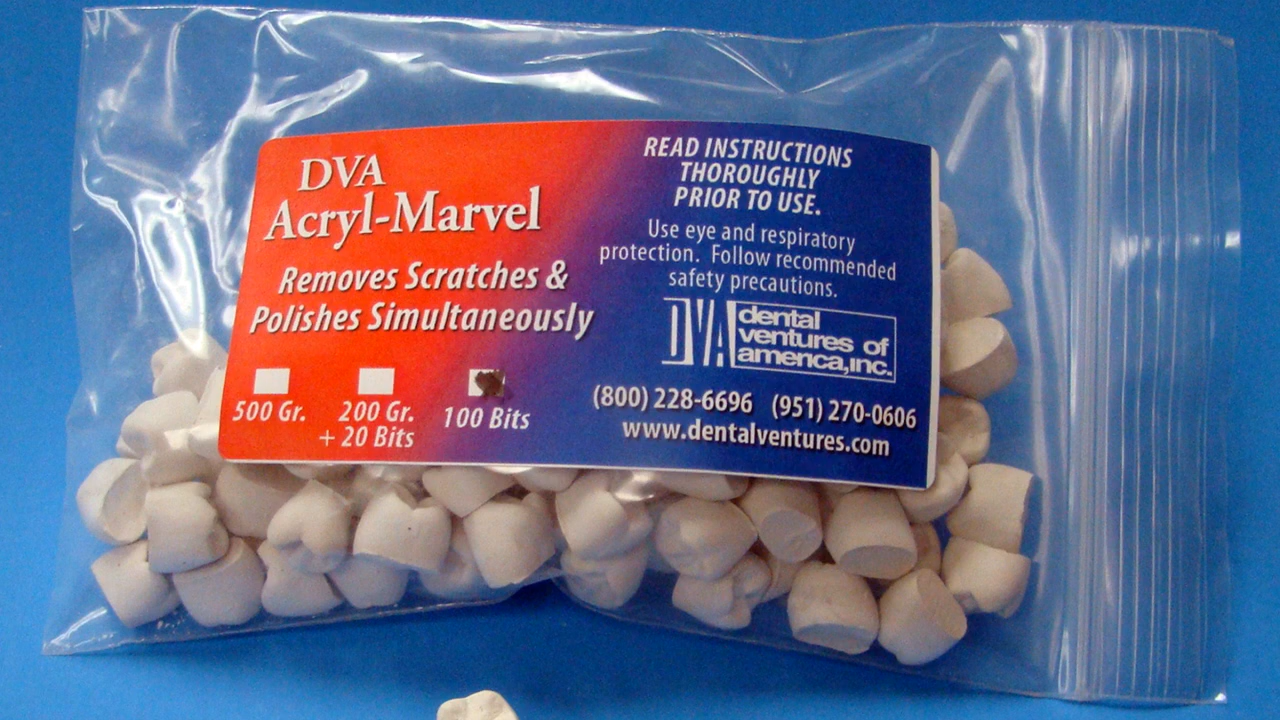 DVA
Acryl-Marvel
Removes Scratches &
Polishes Simultaneously
500 Gr.
200 Gr.
+ 20 Bits
100 Bits
READ INSTRUCTIONS
THOROUGHLY
PRIOR TO USE.
Use eye and respiratory
protection. Follow recommended
safety precautions.
DVA
dental
ventures of
america,inc.
(800) 228-6696 (951) 270-0606
www.dentalventures.com